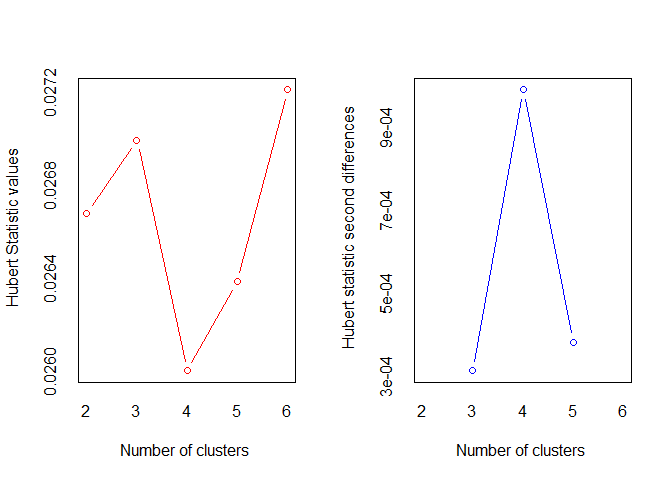 Hubert Statistic values
0.0272
0.0268
0.0264
0.0260
2 3 4 5 6
Number of clusters
Hubert statistic second differences
9e-04
7e-04
5e-04
3e-04
2 3 4 5 6
Number of clusters